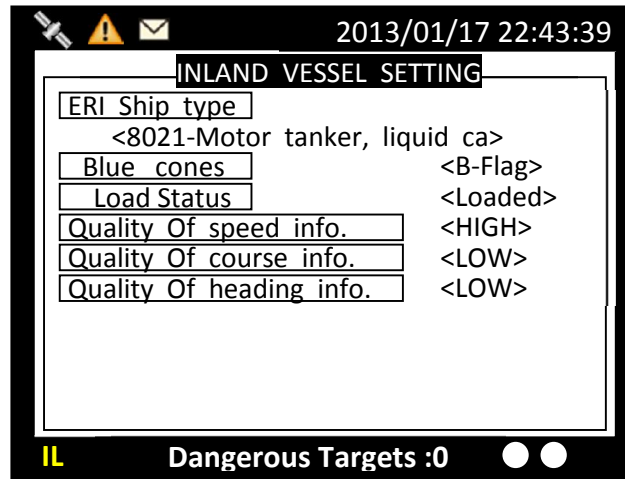 2013/01/17 22:43:39
INLAND VESSEL SETTING
ERI Ship type
<8021-Motor tanker, liquid ca>
Blue cones <B-Flag>
Load Status <Loaded>
Quality Of speed info. <HIGH>
Quality Of course info. <LOW>
Quality Of heading info. <LOW>
IL Dangerous Targets :0